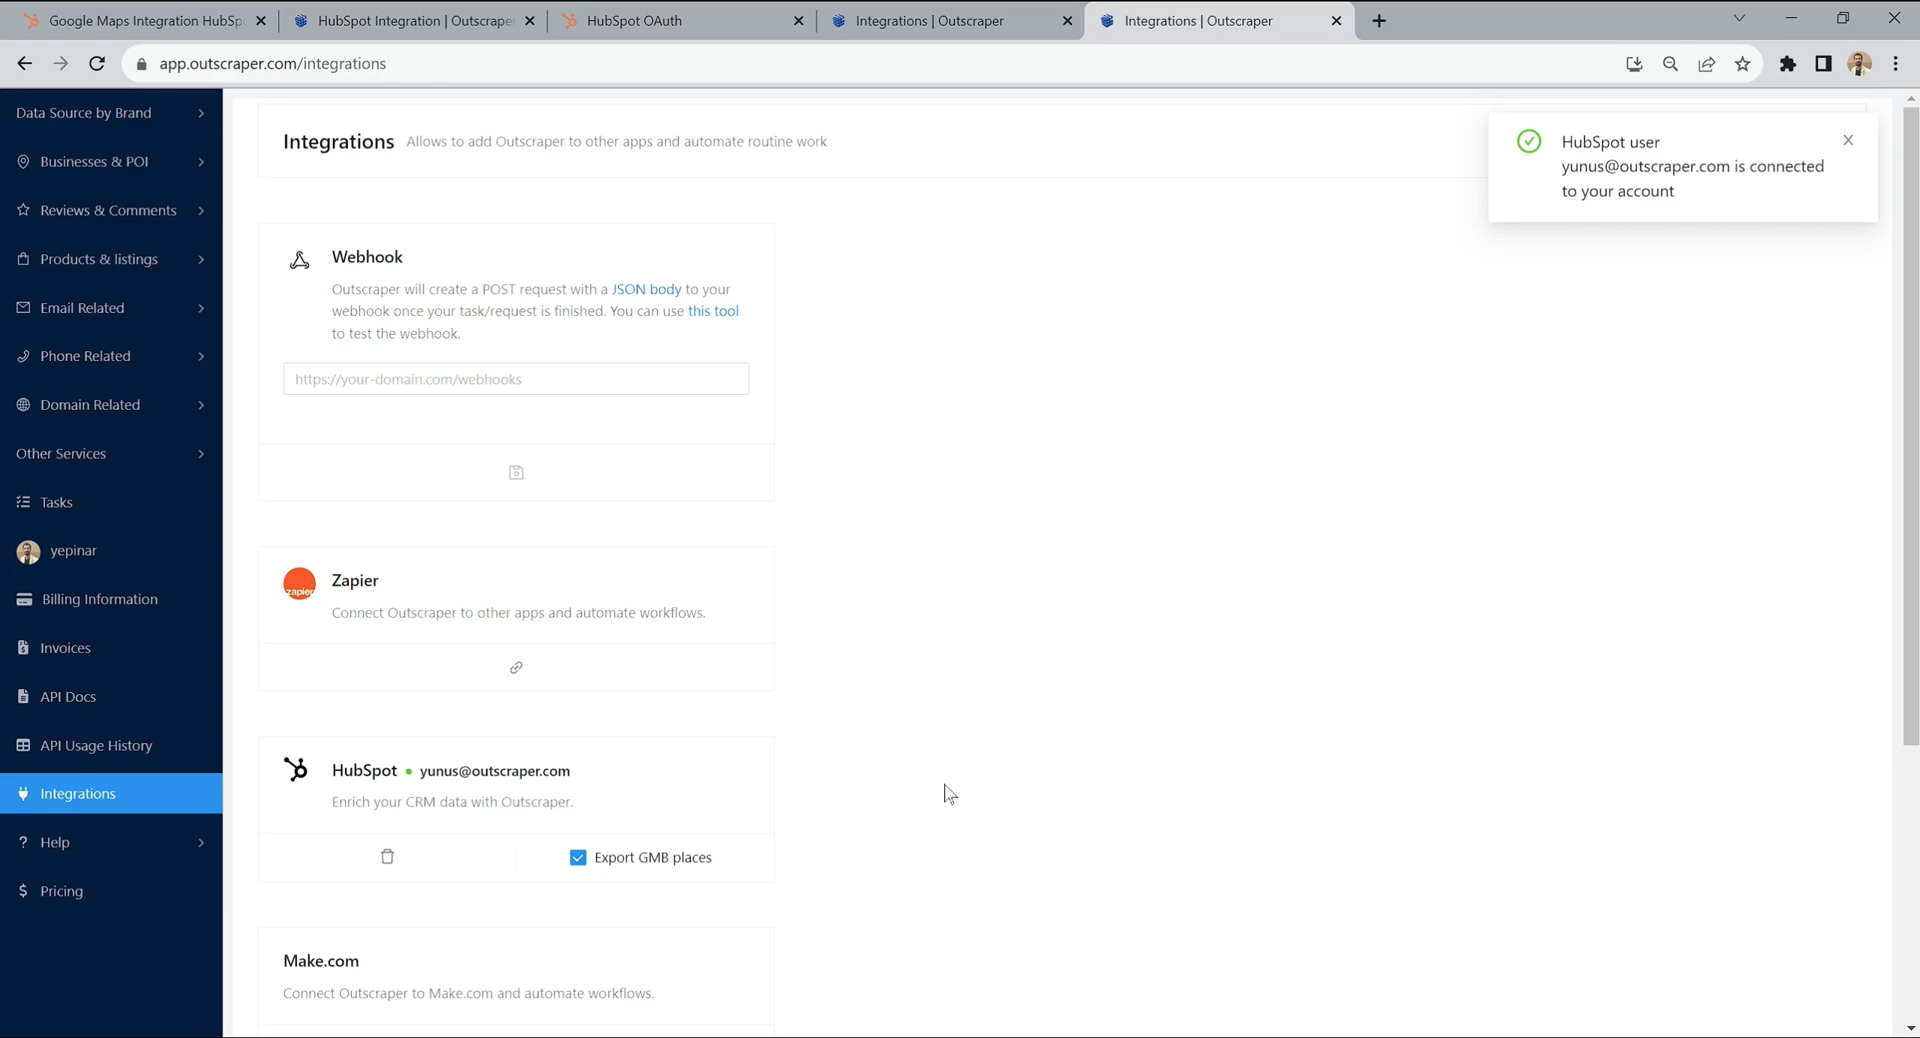 Google Maps Integration HubSpo
HubSpot Integration | Outscraper
HubSpot OAuth
Integrations | Outscraper
Integrations | Outscraper
app.outscraper.com/integrations
Data Source by Brand
Businesses & POI
Reviews & Comments
Products & listings
Email Related
Phone Related
Domain Related
Other Services
Tasks
yepinar
Billing Information
Invoices
API Docs
API Usage History
Integrations
Help
Pricing
Integrations Allows to add Outscraper to other apps and automate routine work
HubSpot user
yunus@outscraper.com is connected
to your account
Webhook
Outscraper will create a POST request with a JSON body to your
webhook once your task/request is finished. You can use this tool
to test the webhook.
https://your-domain.com/webhooks
zapier
Zapier
Connect Outscraper to other apps and automate workflows.
HubSpot yunus@outscraper.com
Enrich your CRM data with Outscraper.
Export GMB places
Make.com
Connect Outscraper to Make.com and automate workflows.